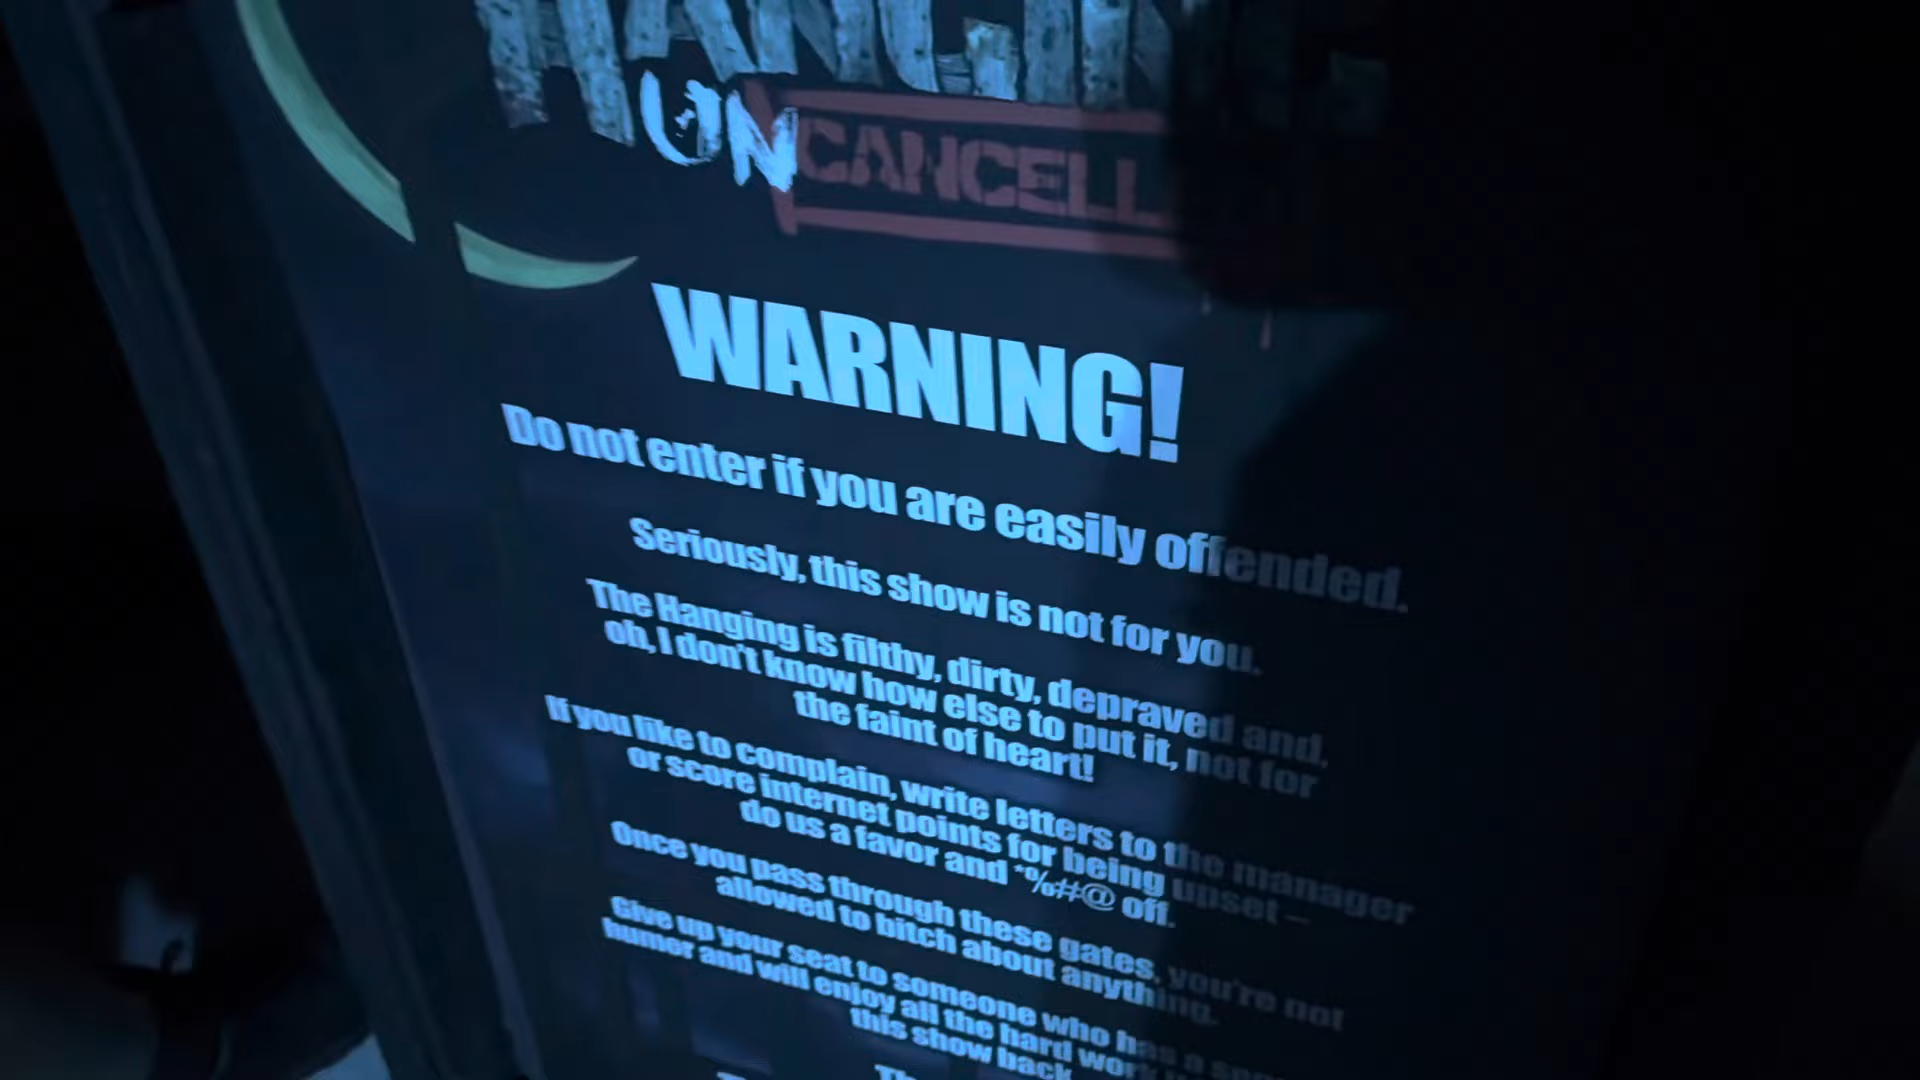 HANGING
UN CANCELL
WARNING!
Do not enter if you are easily offended.
Seriously, this show is not for you.
The Hanging is filthy, dirty, depraved and,
oh, I don't know how else to put it, not for
the faint of heart!
If you like to complain, write letters to the manager
or score internet points for being upset –
do us a favor and *%#@ off.
Once you pass through these gates, you're not
allowed to bitch about anything.
Give up your seat to someone who has a
humor and will enjoy all the hard work
this show back